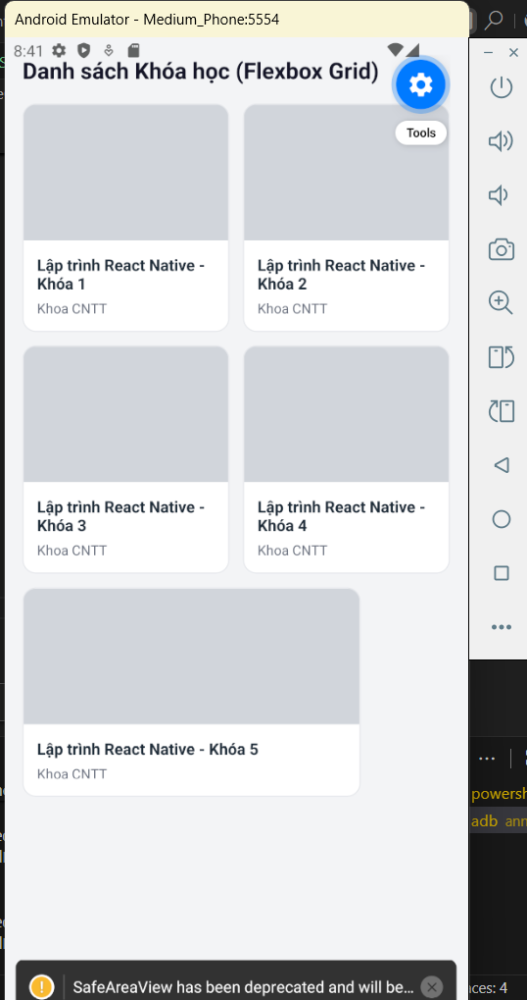 Android Emulator - Medium_Phone:5554
8:41
Danh sách Khóa học (Flexbox Grid)
Tools
Lập trình React Native -
Khóa 1
Khoa CNTT
Lập trình React Native -
Khóa 2
Khoa CNTT
Lập trình React Native -
Khóa 3
Khoa CNTT
Lập trình React Native -
Khóa 4
Khoa CNTT
Lập trình React Native - Khóa 5
Khoa CNTT
powersh
adb ann
SafeAreaView has been deprecated and will be...
nces: 4